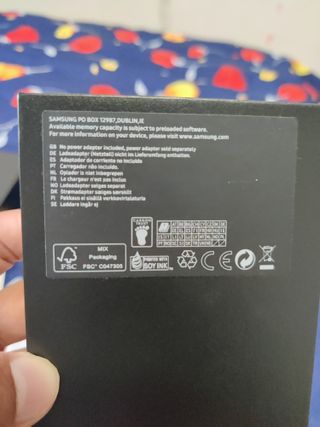 SAMSUNG PO BOX 12987,DUBLIN,IE
Available memory capacity is subject to preloaded software.
For more information on your device, please visit www.samsung.com
GB No power adapter included, power adapter sold separately
DE Ladeadapter (Netzteil) nicht im Lieferumfang enthalten.
ES Adaptador de corriente no incluido
PT Carregador não incluído
NL Oplader is niet inbegrepen
FR Le chargeur n'est pas inclus
NO Ladeadapter selges separat
DK Strømadapter sælges særskilt
FI Pakkaus ei sisällä verkkovirtalaturia
SE Laddare ingår ej
FSC
MIX
Packaging
FSC® C047305
PRINTED WITH
SOY INK
CE CE